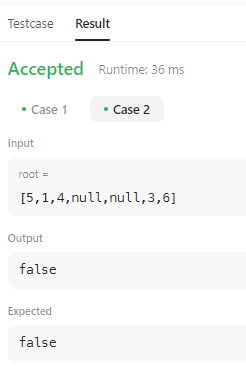 Testcase Result
Accepted Runtime: 36 ms
Case 1 Case 2
Input
root =
[5,1,4,null,null,3,6]
Output
false
Expected
false